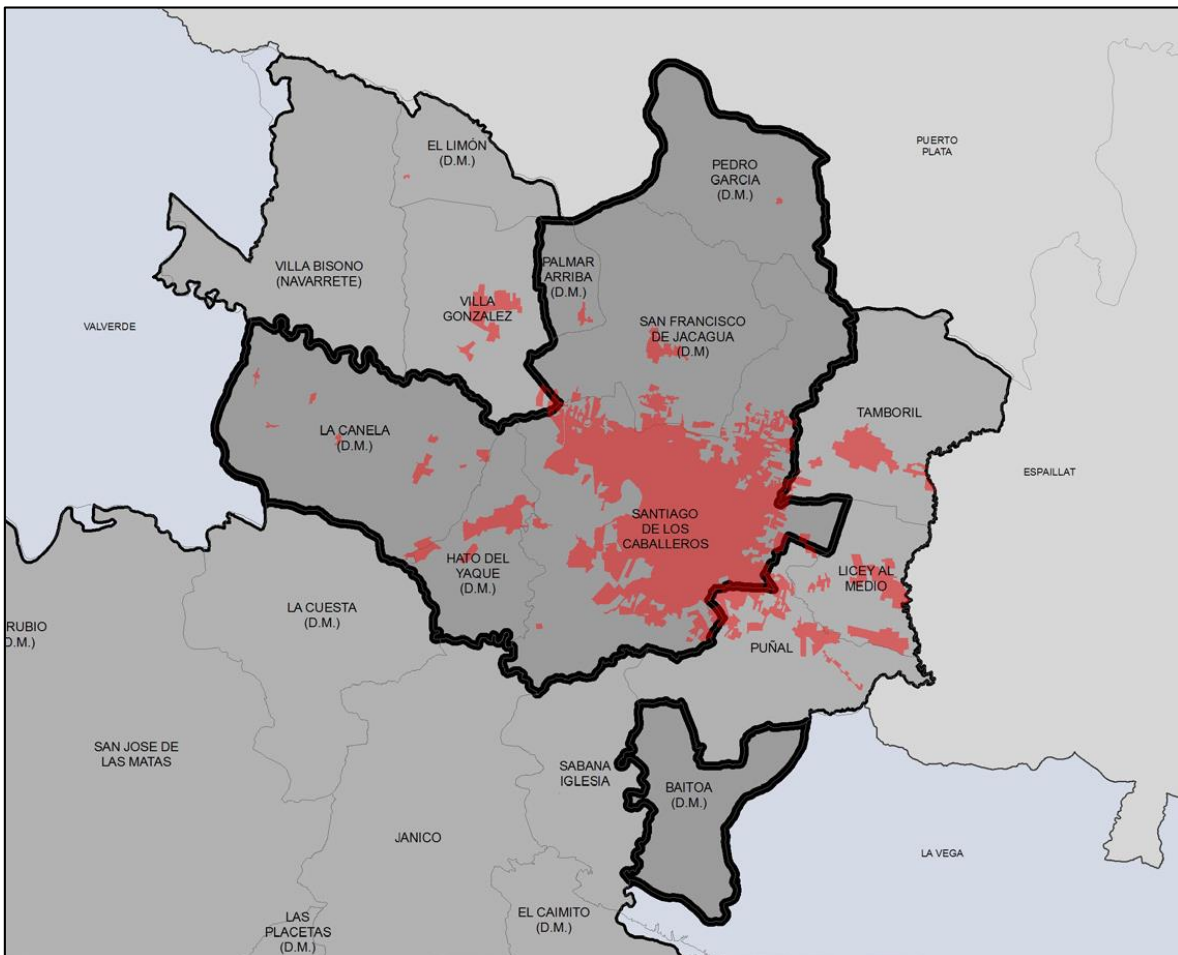 EL LIMÓN
(D.M.)
PEDRO
GARCIA
(D.M.)
PUERTO
PLATA
VILLA BISONO
(NAVARRETE)
PALMAR
ARRIBA
(D.M.)
VILLA
GONZALEZ
SAN FRANCISCO
DE JACAGUA
(D.M)
VALVERDE
TAMBORIL
LA CANELA
(D.M.)
ESPAILLAT
SANTIAGO
DE LOS
CABALLEROS
HATO DEL
YAQUE
(D.M.)
LICEY AL
MEDIO
LA CUESTA
(D.M.)
RUBIO
D.M.)
PUÑAL
SAN JOSE DE
LAS MATAS
SABANA
IGLESIA
BAITOA
(D.M.)
JANICO
LA VEGA
EL CAIMITO
(D.M.)
LAS
PLACETAS
(D.M.)